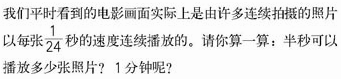 我们平时看到的电影画面实际上是由许多连续拍摄的照片
以每张1/24秒的速度连续播放的。请你算一算：半秒可以
播放多少张照片？1分钟呢？